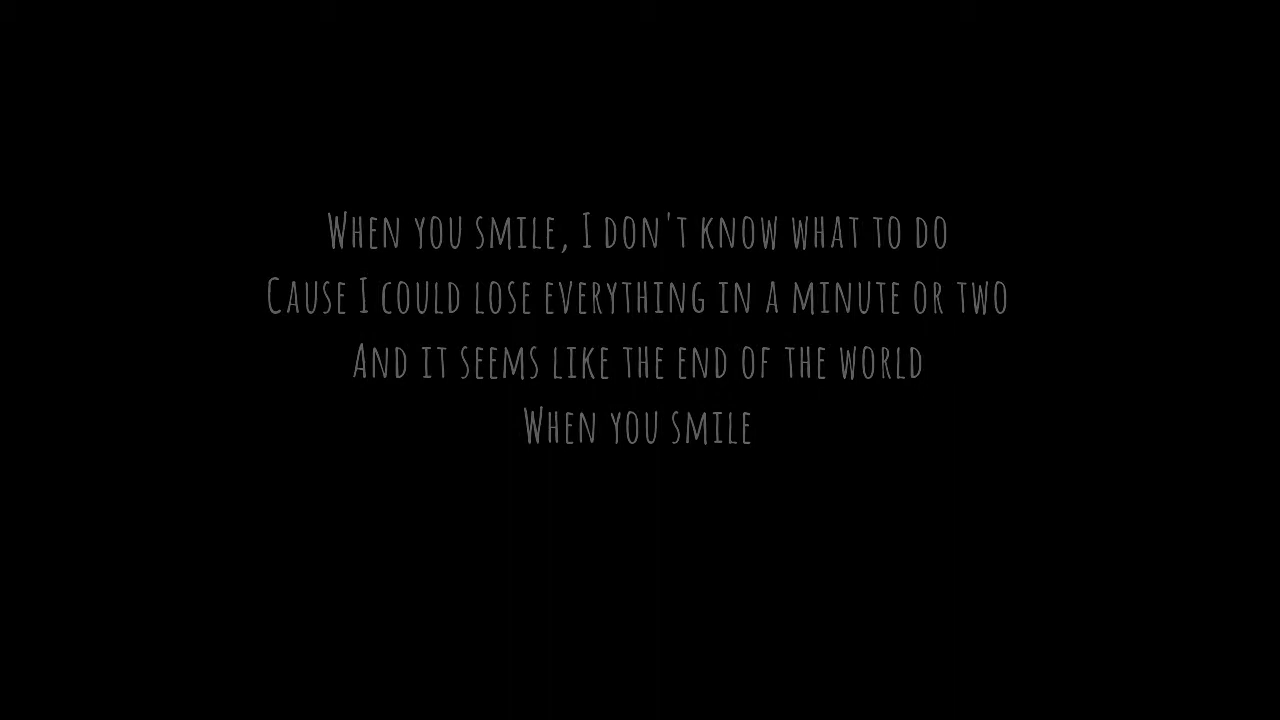 When you smile, I don't know what to do
Cause I could lose everything in a minute or two
And it seems like the end of the world
When you smile